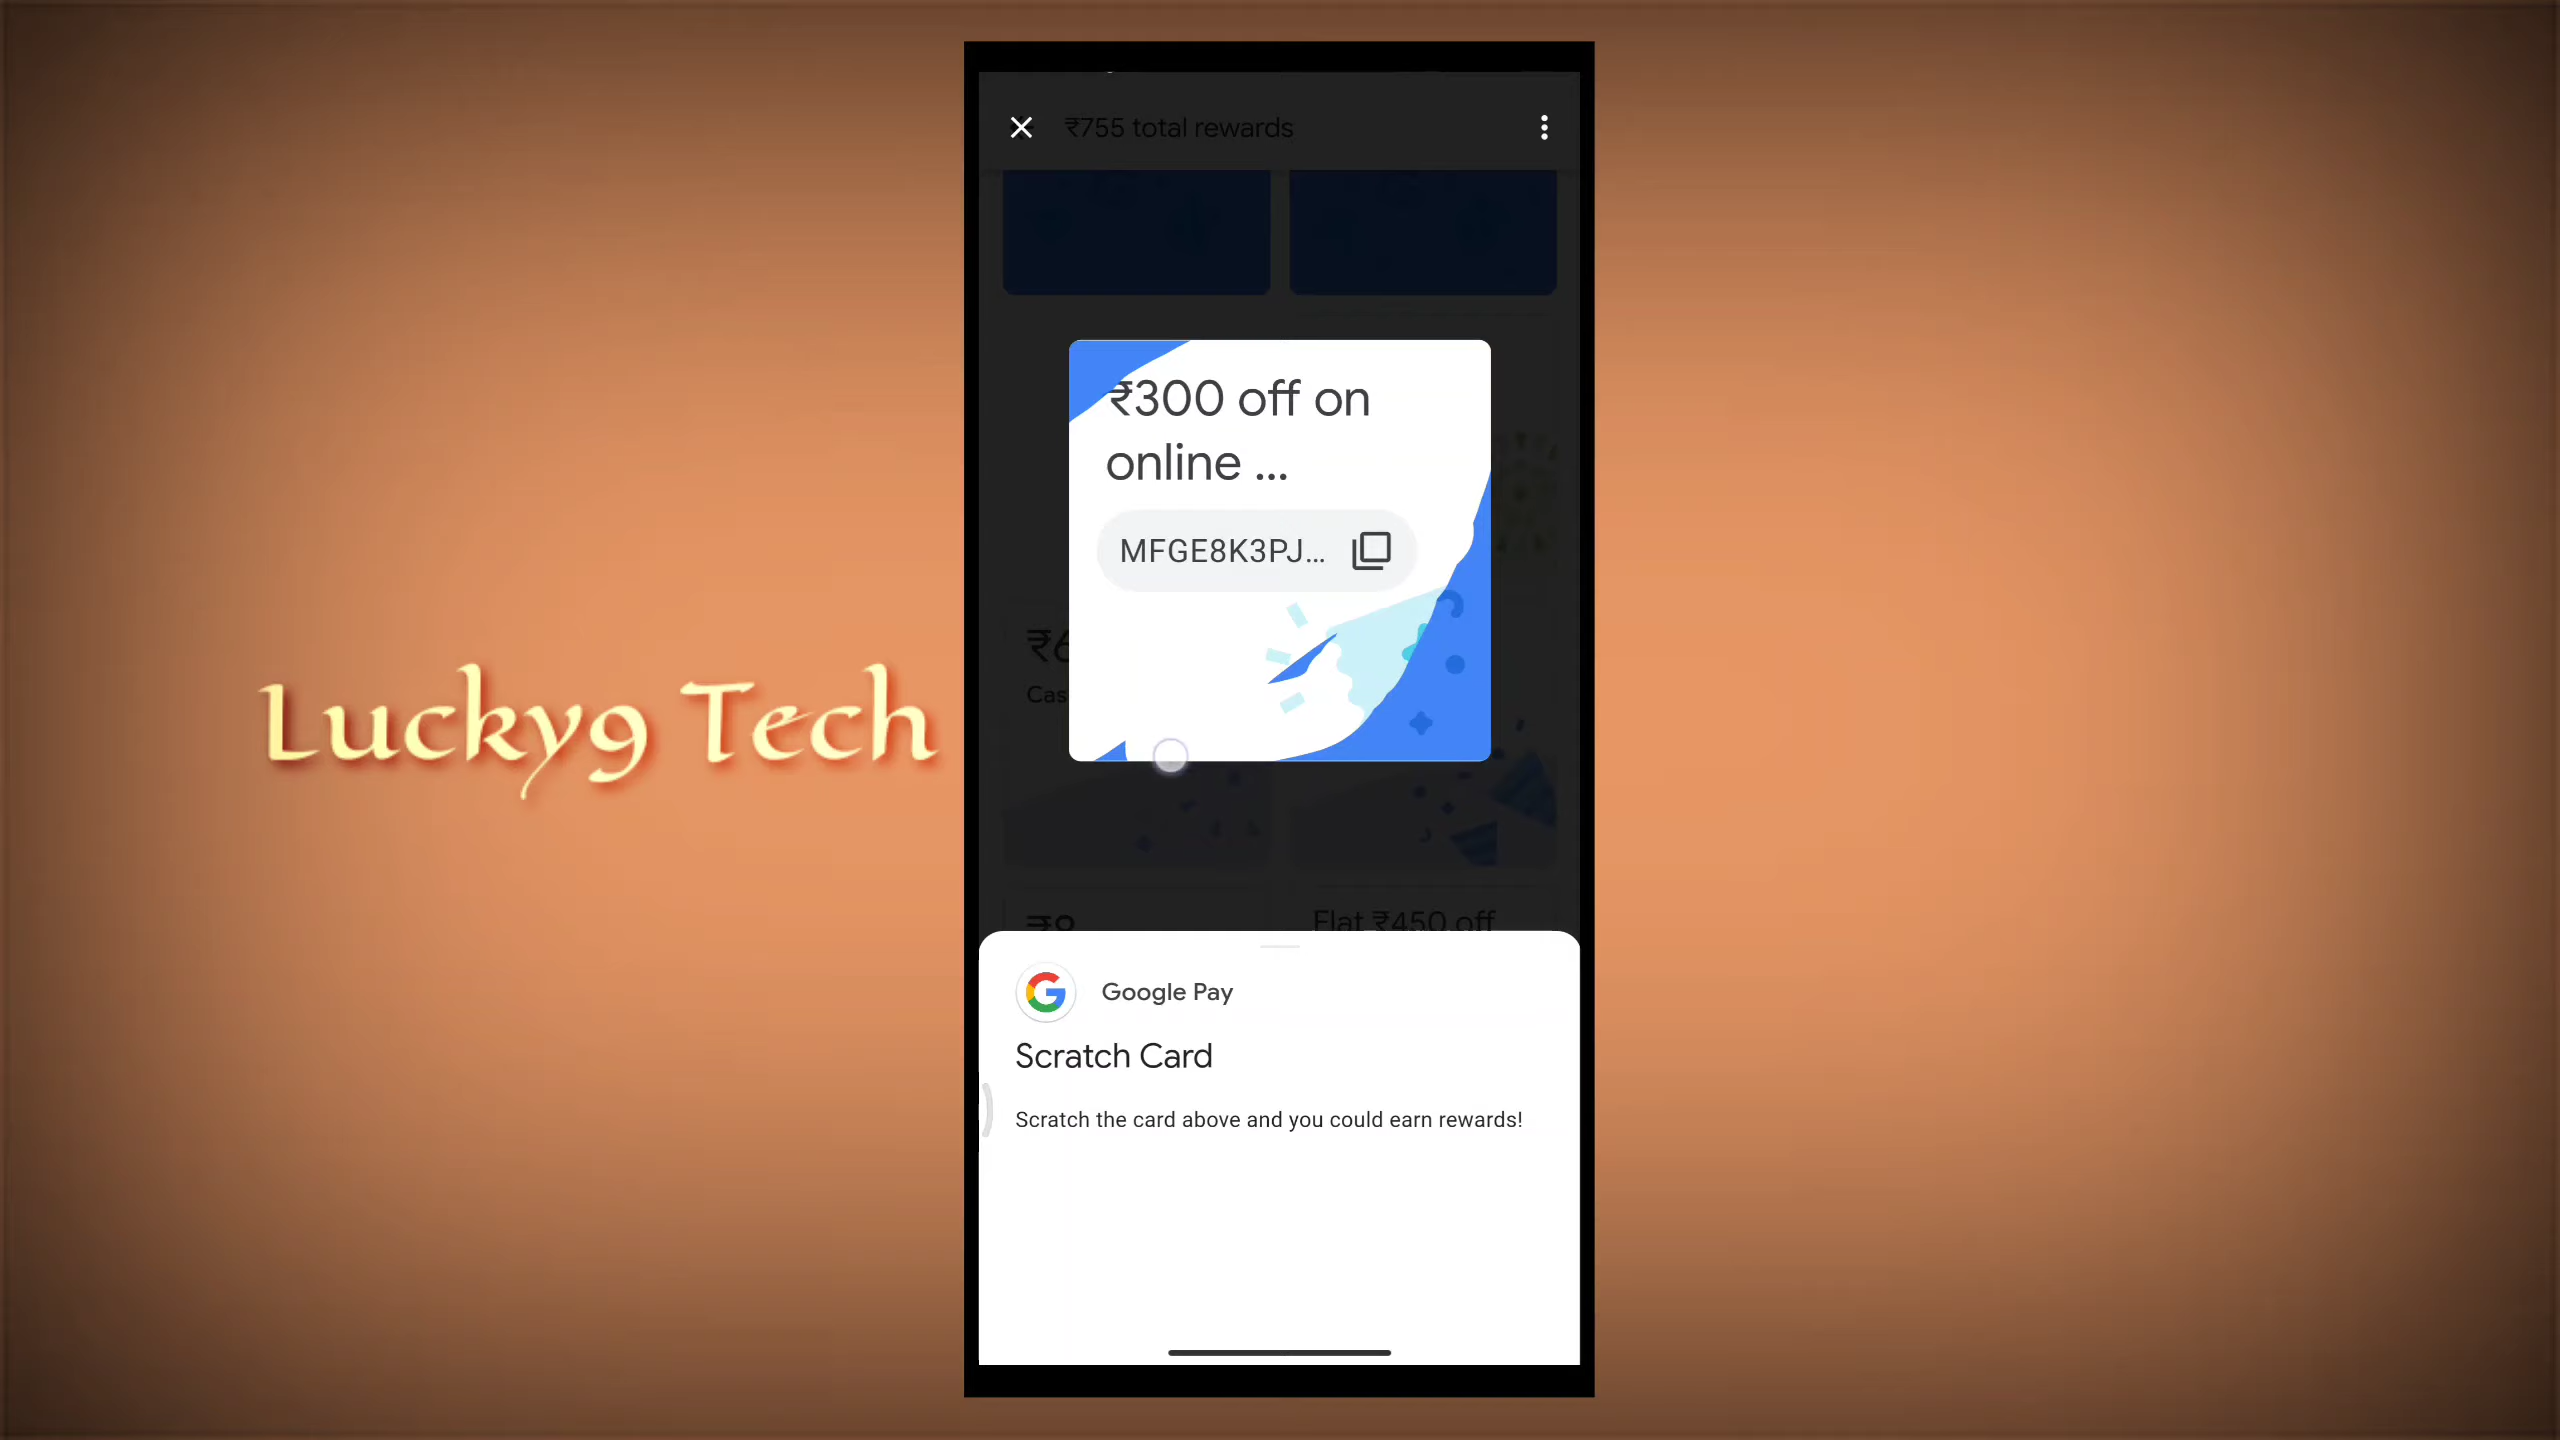 ₹755 total rewards
₹300 off on
online ...
MFGE8K3PJ...
Lucky9 Tech
Flat ₹450 off
Google Pay
Scratch Card
Scratch the card above and you could earn rewards!